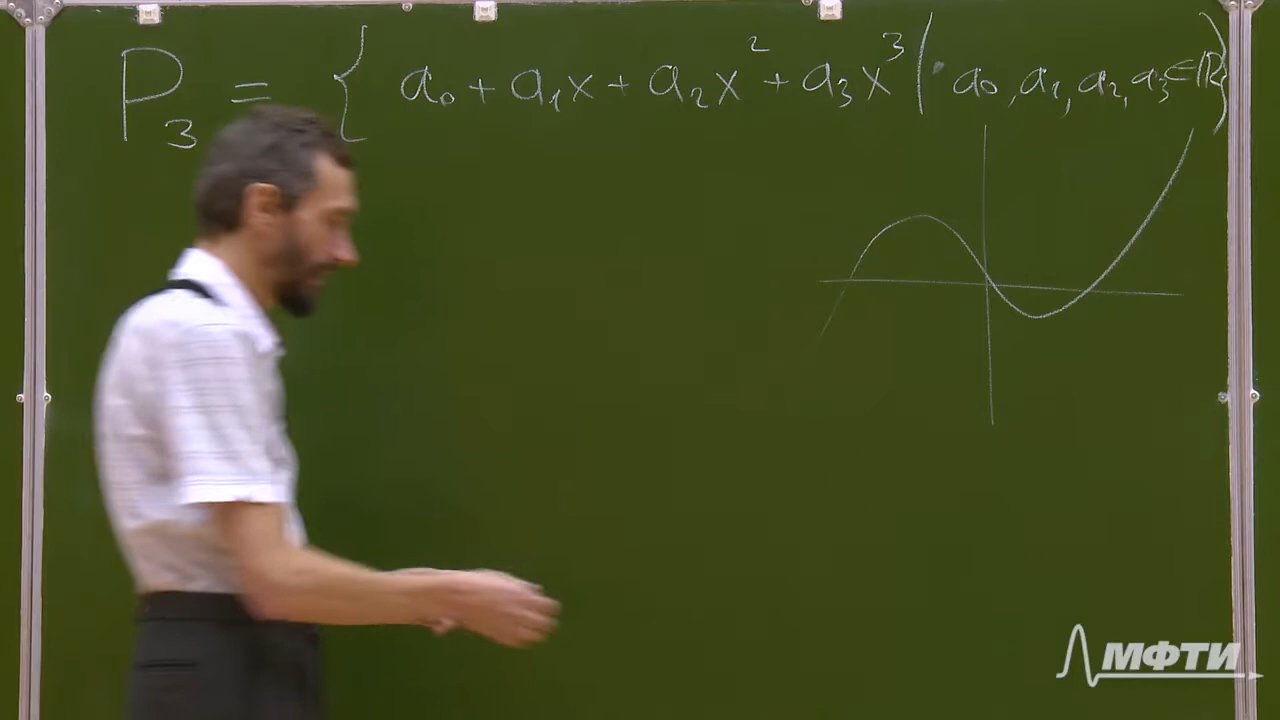 P₃ = { a₀ + a₁x + a₂x² + a₃x³ | a₀, a₁, a₂, a₃ ∈ ℝ }
МФТИ